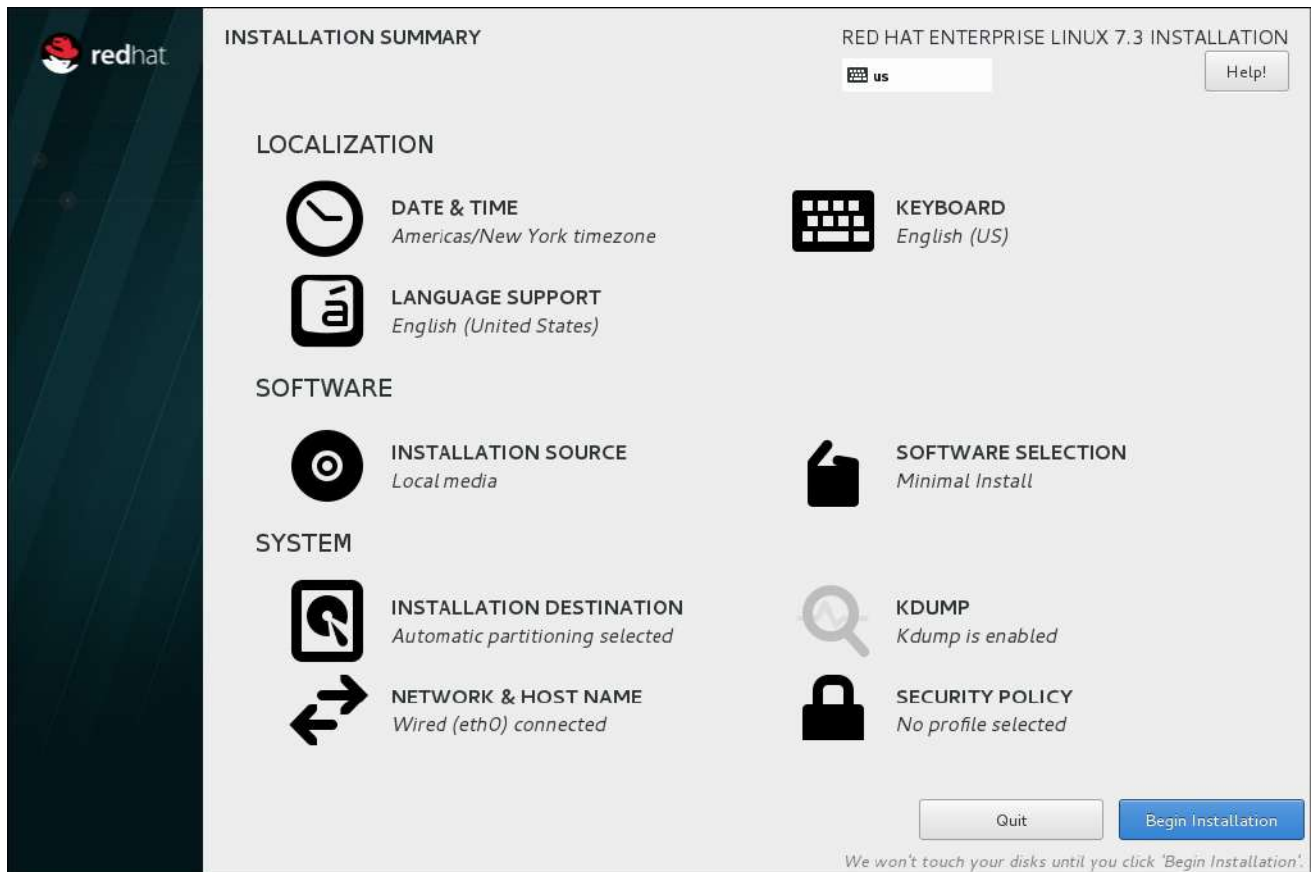 redhat
INSTALLATION SUMMARY
RED HAT ENTERPRISE LINUX 7.3 INSTALLATION
us
Help!
LOCALIZATION
DATE & TIME
Americas/New York timezone
KEYBOARD
English (US)
á
LANGUAGE SUPPORT
English (United States)
SOFTWARE
INSTALLATION SOURCE
Local media
SOFTWARE SELECTION
Minimal Install
SYSTEM
INSTALLATION DESTINATION
Automatic partitioning selected
KDUMP
Kdump is enabled
NETWORK & HOST NAME
Wired (eth0) connected
SECURITY POLICY
No profile selected
Quit
Begin Installation
We won't touch your disks until you click 'Begin Installation'.